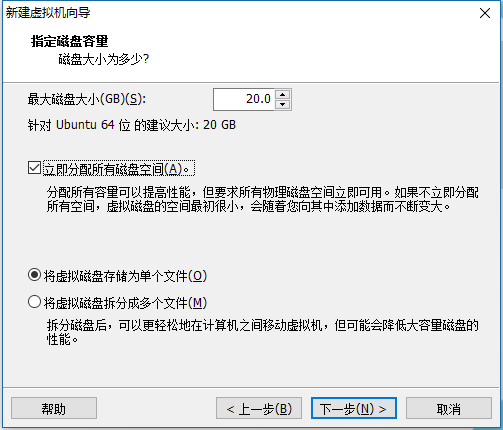 新建虚拟机向导
指定磁盘容量
磁盘大小为多少?
最大磁盘大小(GB)(S): 20.0
针对 Ubuntu 64 位 的建议大小: 20 GB
立即分配所有磁盘空间(A)。
分配所有容量可以提高性能，但要求所有物理磁盘空间立即可用。如果不立即分配
所有空间，虚拟磁盘的空间最初很小，会随着您向其中添加数据而不断变大。
将虚拟磁盘存储为单个文件(O)
将虚拟磁盘拆分成多个文件(M)
拆分磁盘后，可以更轻松地在计算机之间移动虚拟机，但可能会降低大容量磁盘的
性能。
帮助 < 上一步(B) 下一步(N) > 取消